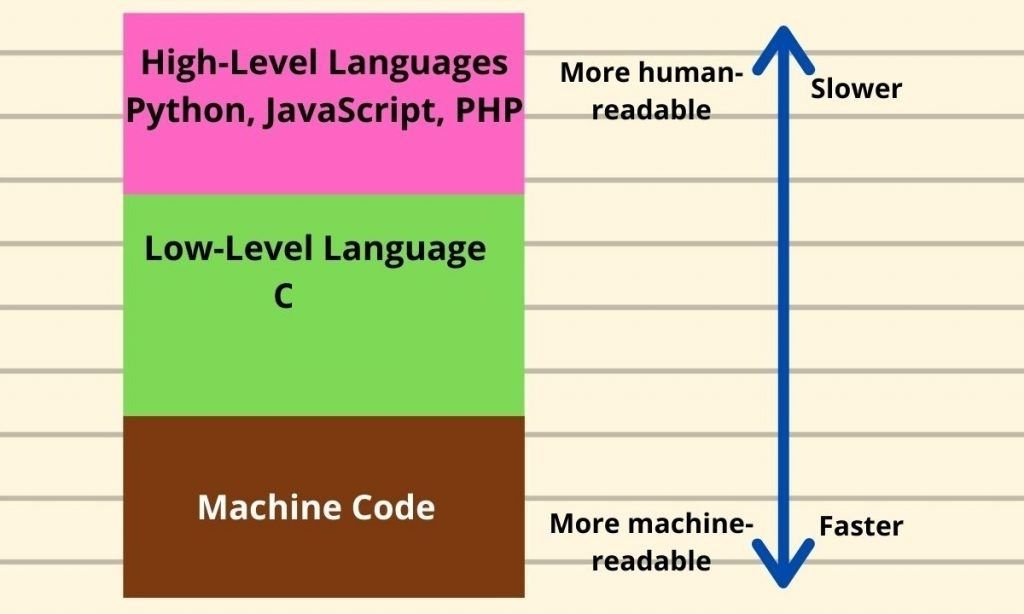 High-Level Languages
Python, JavaScript, PHP
More human-
readable
Slower
Low-Level Language
C
Machine Code
More machine-
readable
Faster